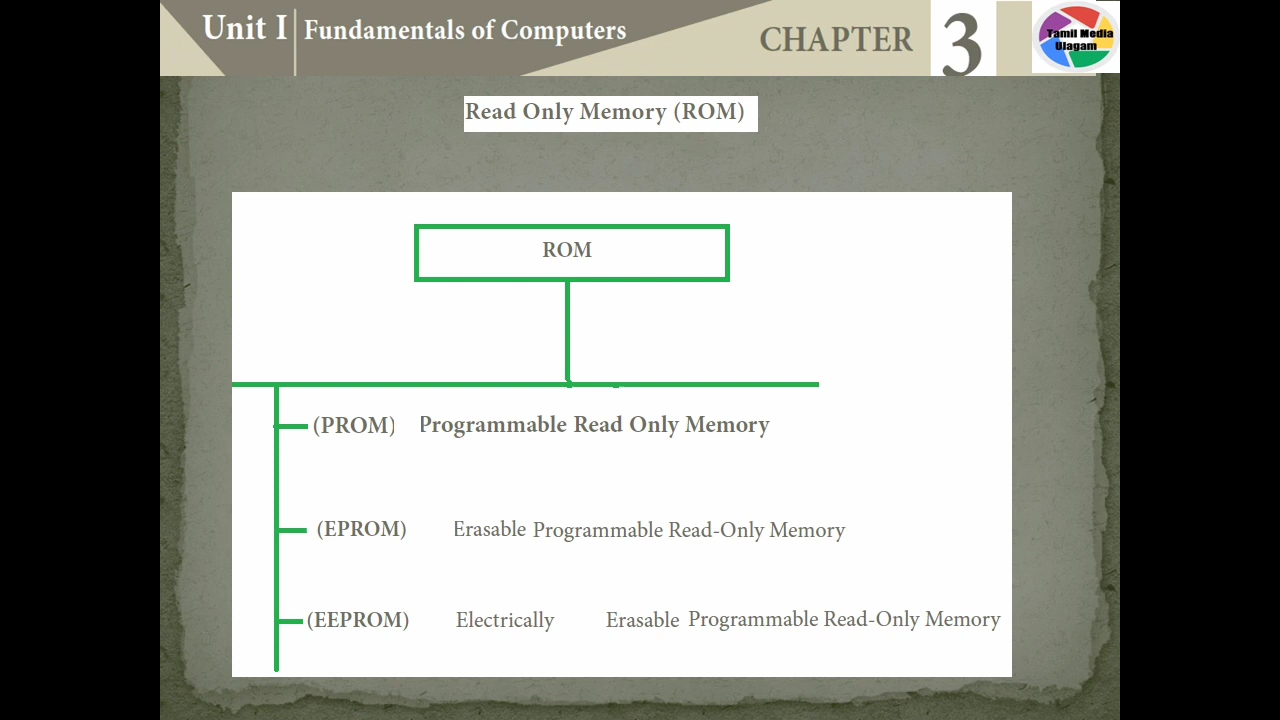 Unit I Fundamentals of Computers
CHAPTER 3
Tamil Media
Ulagam
Read Only Memory (ROM)
ROM
(PROM) Programmable Read Only Memory
(EPROM) Erasable Programmable Read-Only Memory
(EEPROM) Electrically Erasable Programmable Read-Only Memory